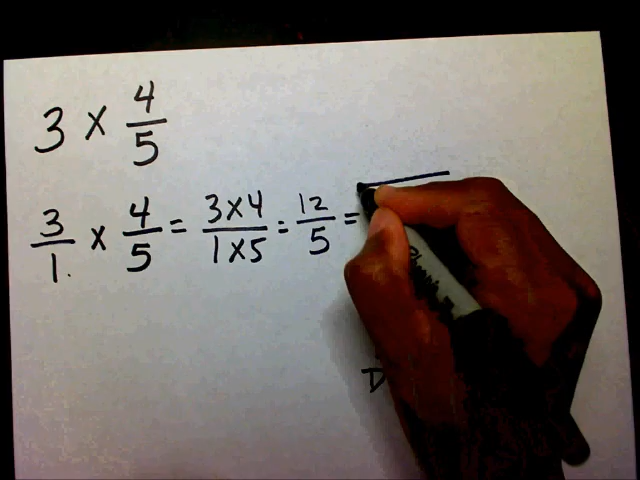 3 × 4/5
3/1 × 4/5 = 3×4/1×5 = 12/5 =
D